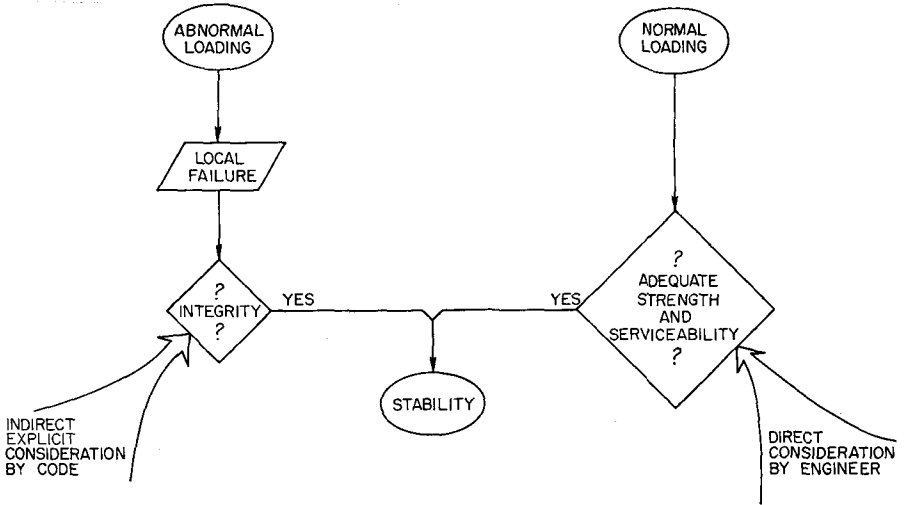 ABNORMAL
LOADING
NORMAL
LOADING
LOCAL
FAILURE
?
INTEGRITY
?
YES
YES
?
ADEQUATE
STRENGTH
AND
SERVICEABILITY
?
STABILITY
INDIRECT
EXPLICIT
CONSIDERATION
BY CODE
DIRECT
CONSIDERATION
BY ENGINEER